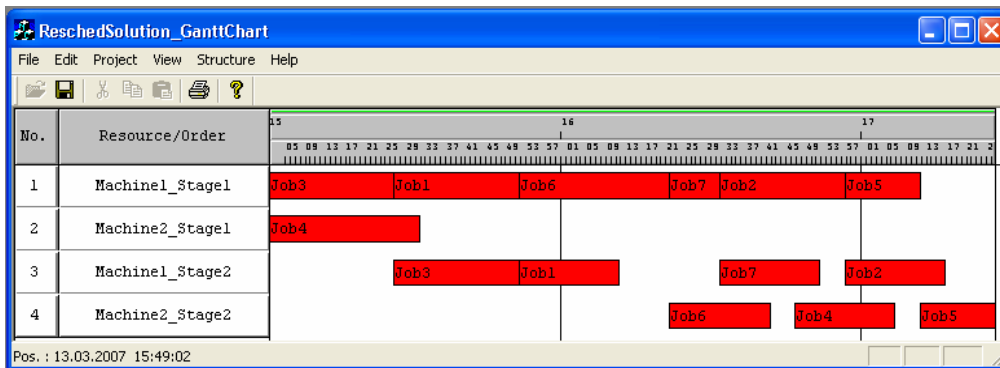 ReschedSolution_GanttChart
File Edit Project View Structure Help
No. Resource/Order 15 16 17
05 09 13 17 21 25 29 33 37 41 45 49 53 57 01 05 09 13 17 21 25 29 33 37 41 45 49 53 57 01 05 09 13 17 21 2
1 Machine1_Stage1 Job3 Job1 Job6 Job7 Job2 Job5
2 Machine2_Stage1 Job4
3 Machine1_Stage2 Job3 Job1 Job7 Job2
4 Machine2_Stage2 Job6 Job4 Job5
Pos. : 13.03.2007 15:49:02